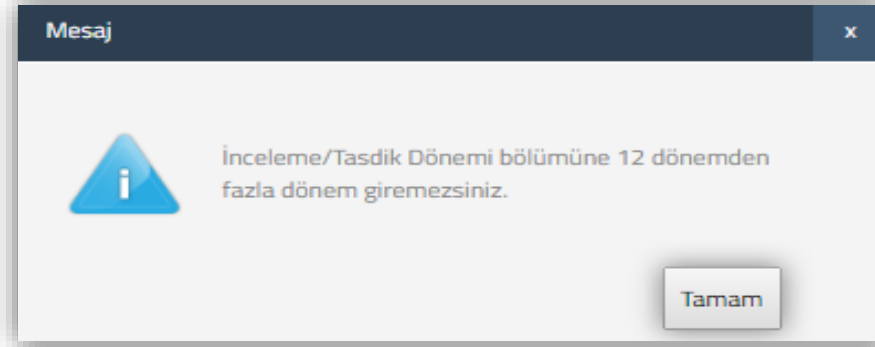 Mesaj
x
İnceleme/Tasdik Dönemi bölümüne 12 dönemden
fazla dönem giremezsiniz.
Tamam